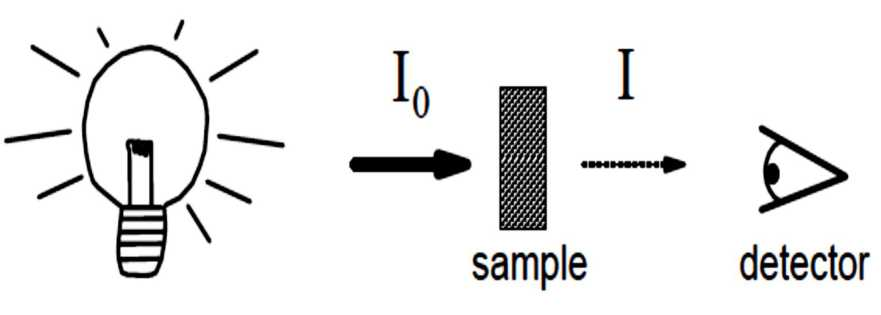 I₀
I
sample
detector